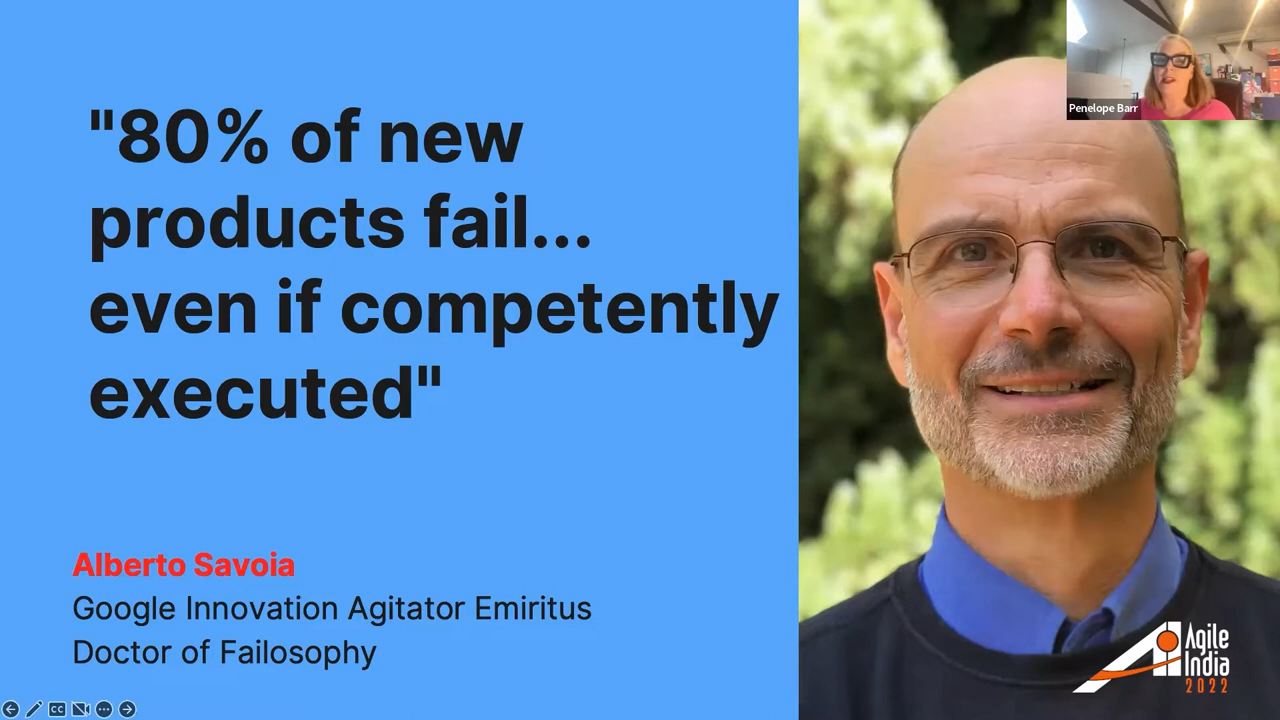 "80% of new
products fail...
even if competently
executed"
Alberto Savoia
Google Innovation Agitator Emiritus
Doctor of Failosophy
Penelope Barr
Agile
India
2022
CC